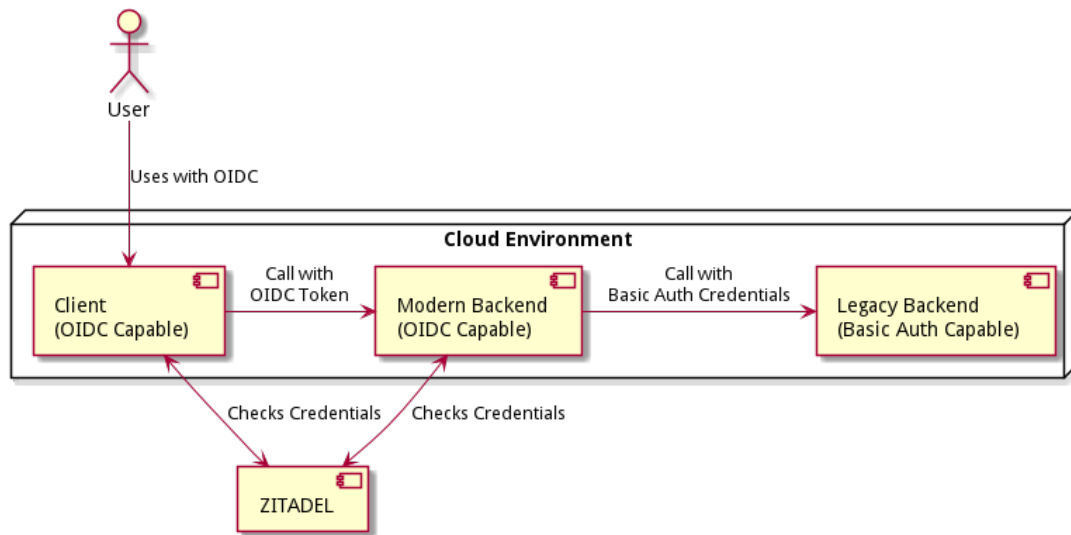 User
Uses with OIDC
Cloud Environment
Client
(OIDC Capable)
Call with
OIDC Token
Modern Backend
(OIDC Capable)
Call with
Basic Auth Credentials
Legacy Backend
(Basic Auth Capable)
Checks Credentials
Checks Credentials
ZITADEL